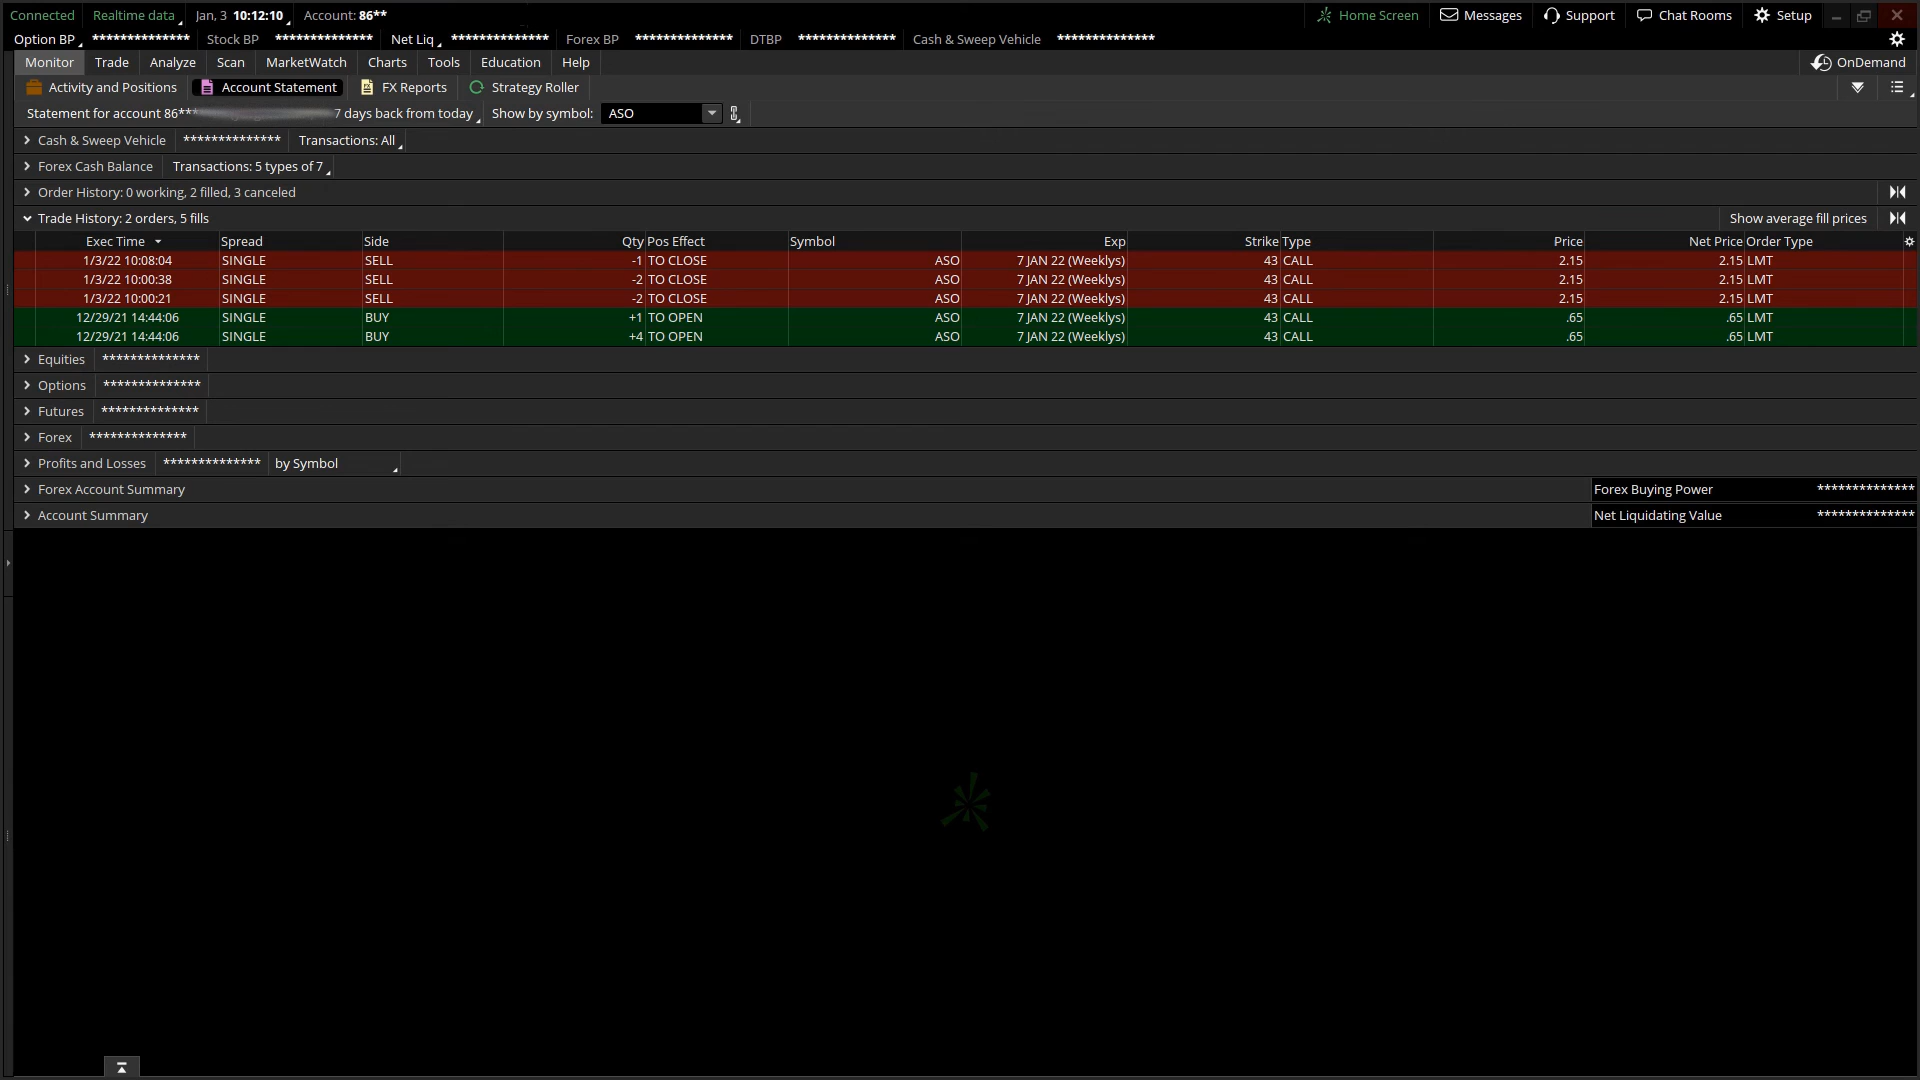 Connected Realtime data Jan, 3 10:12:10 Account: 86** Home Screen Messages Support Chat Rooms Setup
Option BP ************** Stock BP ************** Net Liq ************** Forex BP ************** DTBP ************** Cash & Sweep Vehicle **************
Monitor Trade Analyze Scan MarketWatch Charts Tools Education Help OnDemand
Activity and Positions Account Statement FX Reports Strategy Roller
Statement for account 86*** 7 days back from today Show by symbol: ASO
Cash & Sweep Vehicle ************** Transactions: All
Forex Cash Balance Transactions: 5 types of 7
Order History: 0 working, 2 filled, 3 canceled
Trade History: 2 orders, 5 fills Show average fill prices
Exec Time Spread Side Qty Pos Effect Symbol Exp Strike Type Price Net Price Order Type
1/3/22 10:08:04 SINGLE SELL -1 TO CLOSE ASO 7 JAN 22 (Weeklys) 43 CALL 2.15 2.15 LMT
1/3/22 10:00:38 SINGLE SELL -2 TO CLOSE ASO 7 JAN 22 (Weeklys) 43 CALL 2.15 2.15 LMT
1/3/22 10:00:21 SINGLE SELL -2 TO CLOSE ASO 7 JAN 22 (Weeklys) 43 CALL 2.15 2.15 LMT
12/29/21 14:44:06 SINGLE BUY +1 TO OPEN ASO 7 JAN 22 (Weeklys) 43 CALL .65 .65 LMT
12/29/21 14:44:06 SINGLE BUY +4 TO OPEN ASO 7 JAN 22 (Weeklys) 43 CALL .65 .65 LMT
Equities **************
Options **************
Futures **************
Forex **************
Profits and Losses ************** by Symbol
Forex Account Summary Forex Buying Power **************
Account Summary Net Liquidating Value **************